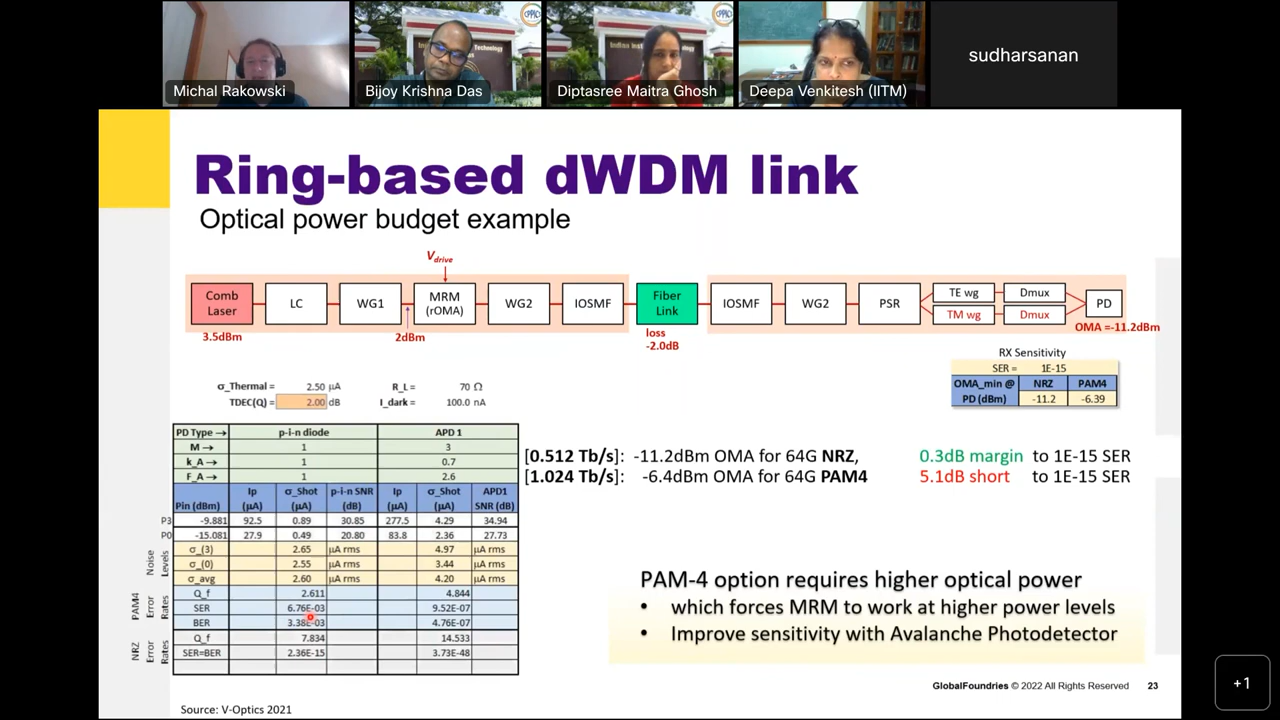 Michal Rakowski
Bijoy Krishna Das
Diptasree Maitra Ghosh
Deepa Venkitesh (IITM)
sudharsanan
Ring-based dWDM link
Optical power budget example
V_drive
Comb Laser
LC
WG1
MRM (rOMA)
WG2
IOSMF
Fiber Link
IOSMF
WG2
PSR
TE wg
Dmux
TM wg
Dmux
PD
3.5dBm
2dBm
loss
-2.0dB
OMA =-11.2dBm
RX Sensitivity
SER = 1E-15
OMA_min @ PD (dBm) NRZ PAM4
-11.2 -6.39
σ_Thermal = 2.50 µA R_L = 70 Ω
TDEC(Q) = 2.00 dB I_dark = 100.0 nA
PD Type → p-i-n diode APD 1
M → 1 3
k_A → 1 0.7
F_A → 1 2.6
Pin (dBm) Ip (µA) σ_Shot (µA) p-i-n SNR (dB) Ip (µA) σ_Shot (µA) APD1 SNR (dB)
P3 -9.881 92.5 0.89 30.85 277.5 4.29 34.94
P0 -15.081 27.9 0.49 20.80 83.8 2.36 27.73
Noise Levels
σ_(3) 2.65 µA rms 4.97 µA rms
σ_(0) 2.55 µA rms 3.44 µA rms
σ_avg 2.60 µA rms 4.20 µA rms
PAM4 Error Rates
Q_f 2.611 4.844
SER 6.76E-03 9.52E-07
BER 3.38E-03 4.76E-07
NRZ Error Rates
Q_f 7.834 14.533
SER=BER 2.36E-15 3.73E-48
[0.512 Tb/s]: -11.2dBm OMA for 64G NRZ, 0.3dB margin to 1E-15 SER
[1.024 Tb/s]: -6.4dBm OMA for 64G PAM4 5.1dB short to 1E-15 SER
PAM-4 option requires higher optical power
• which forces MRM to work at higher power levels
• Improve sensitivity with Avalanche Photodetector
GlobalFoundries © 2022 All Rights Reserved 23
Source: V-Optics 2021
+1